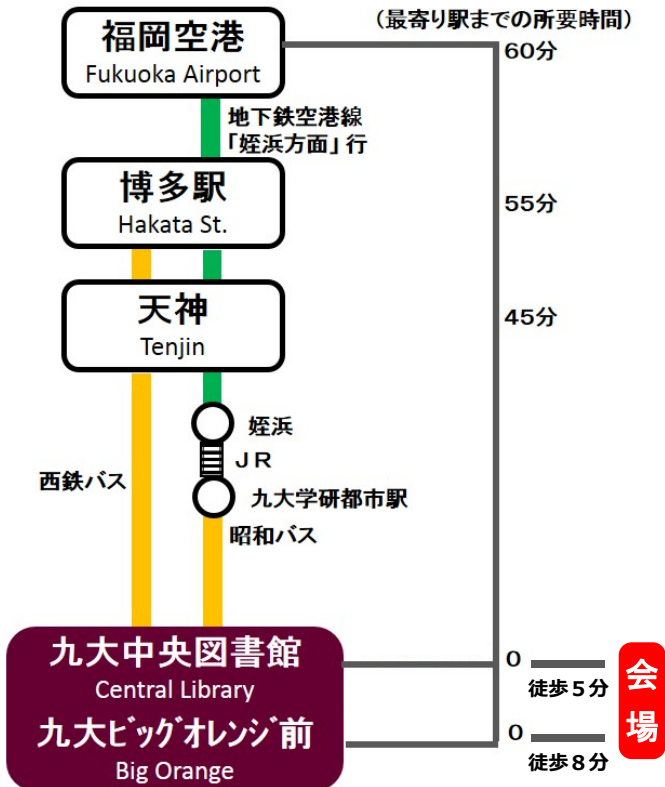 (最寄り駅までの所要時間)
福岡空港
Fukuoka Airport
60分
地下鉄空港線
「姪浜方面」行
博多駅
Hakata St.
55分
天神
Tenjin
45分
姪浜
JR
西鉄バス
九大学研都市駅
昭和バス
九大中央図書館
Central Library
0
徒歩5分
九大ビッグオレンジ前
Big Orange
0
徒歩8分
会場